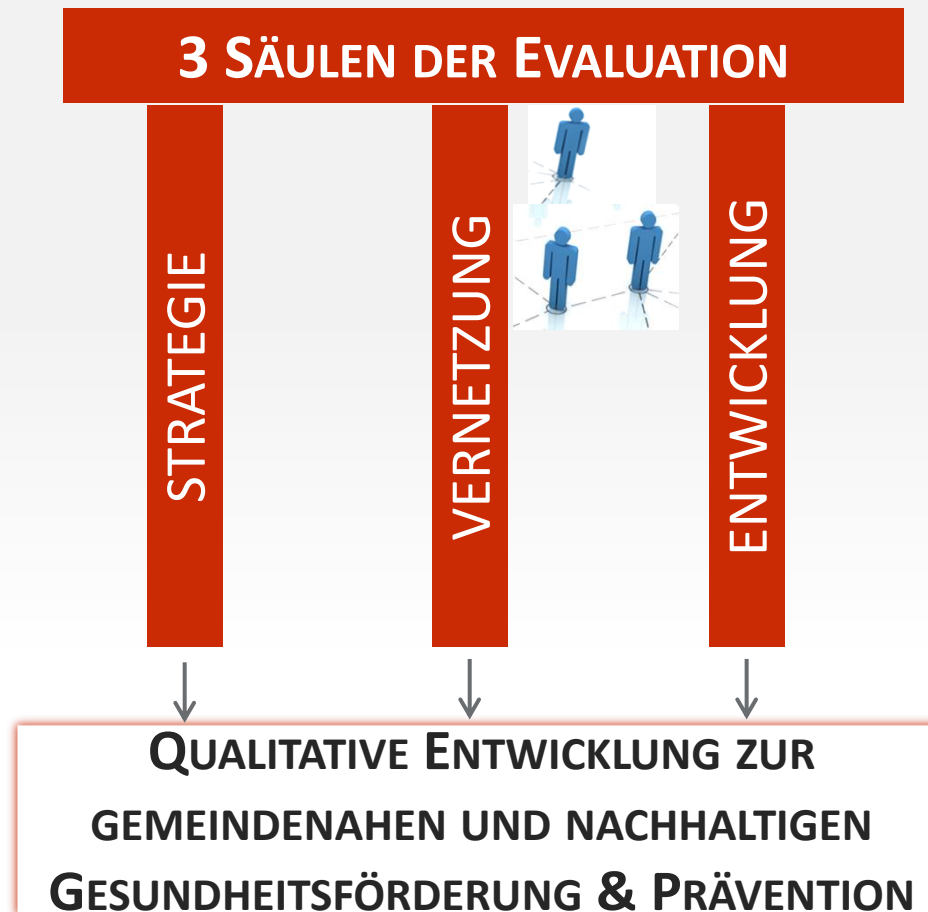 3 SÄULEN DER EVALUATION
STRATEGIE
VERNETZUNG
ENTWICKLUNG
QUALITATIVE ENTWICKLUNG ZUR
GEMEINDENAHEN UND NACHHALTIGEN
GESUNDHEITSFÖRDERUNG & PRÄVENTION